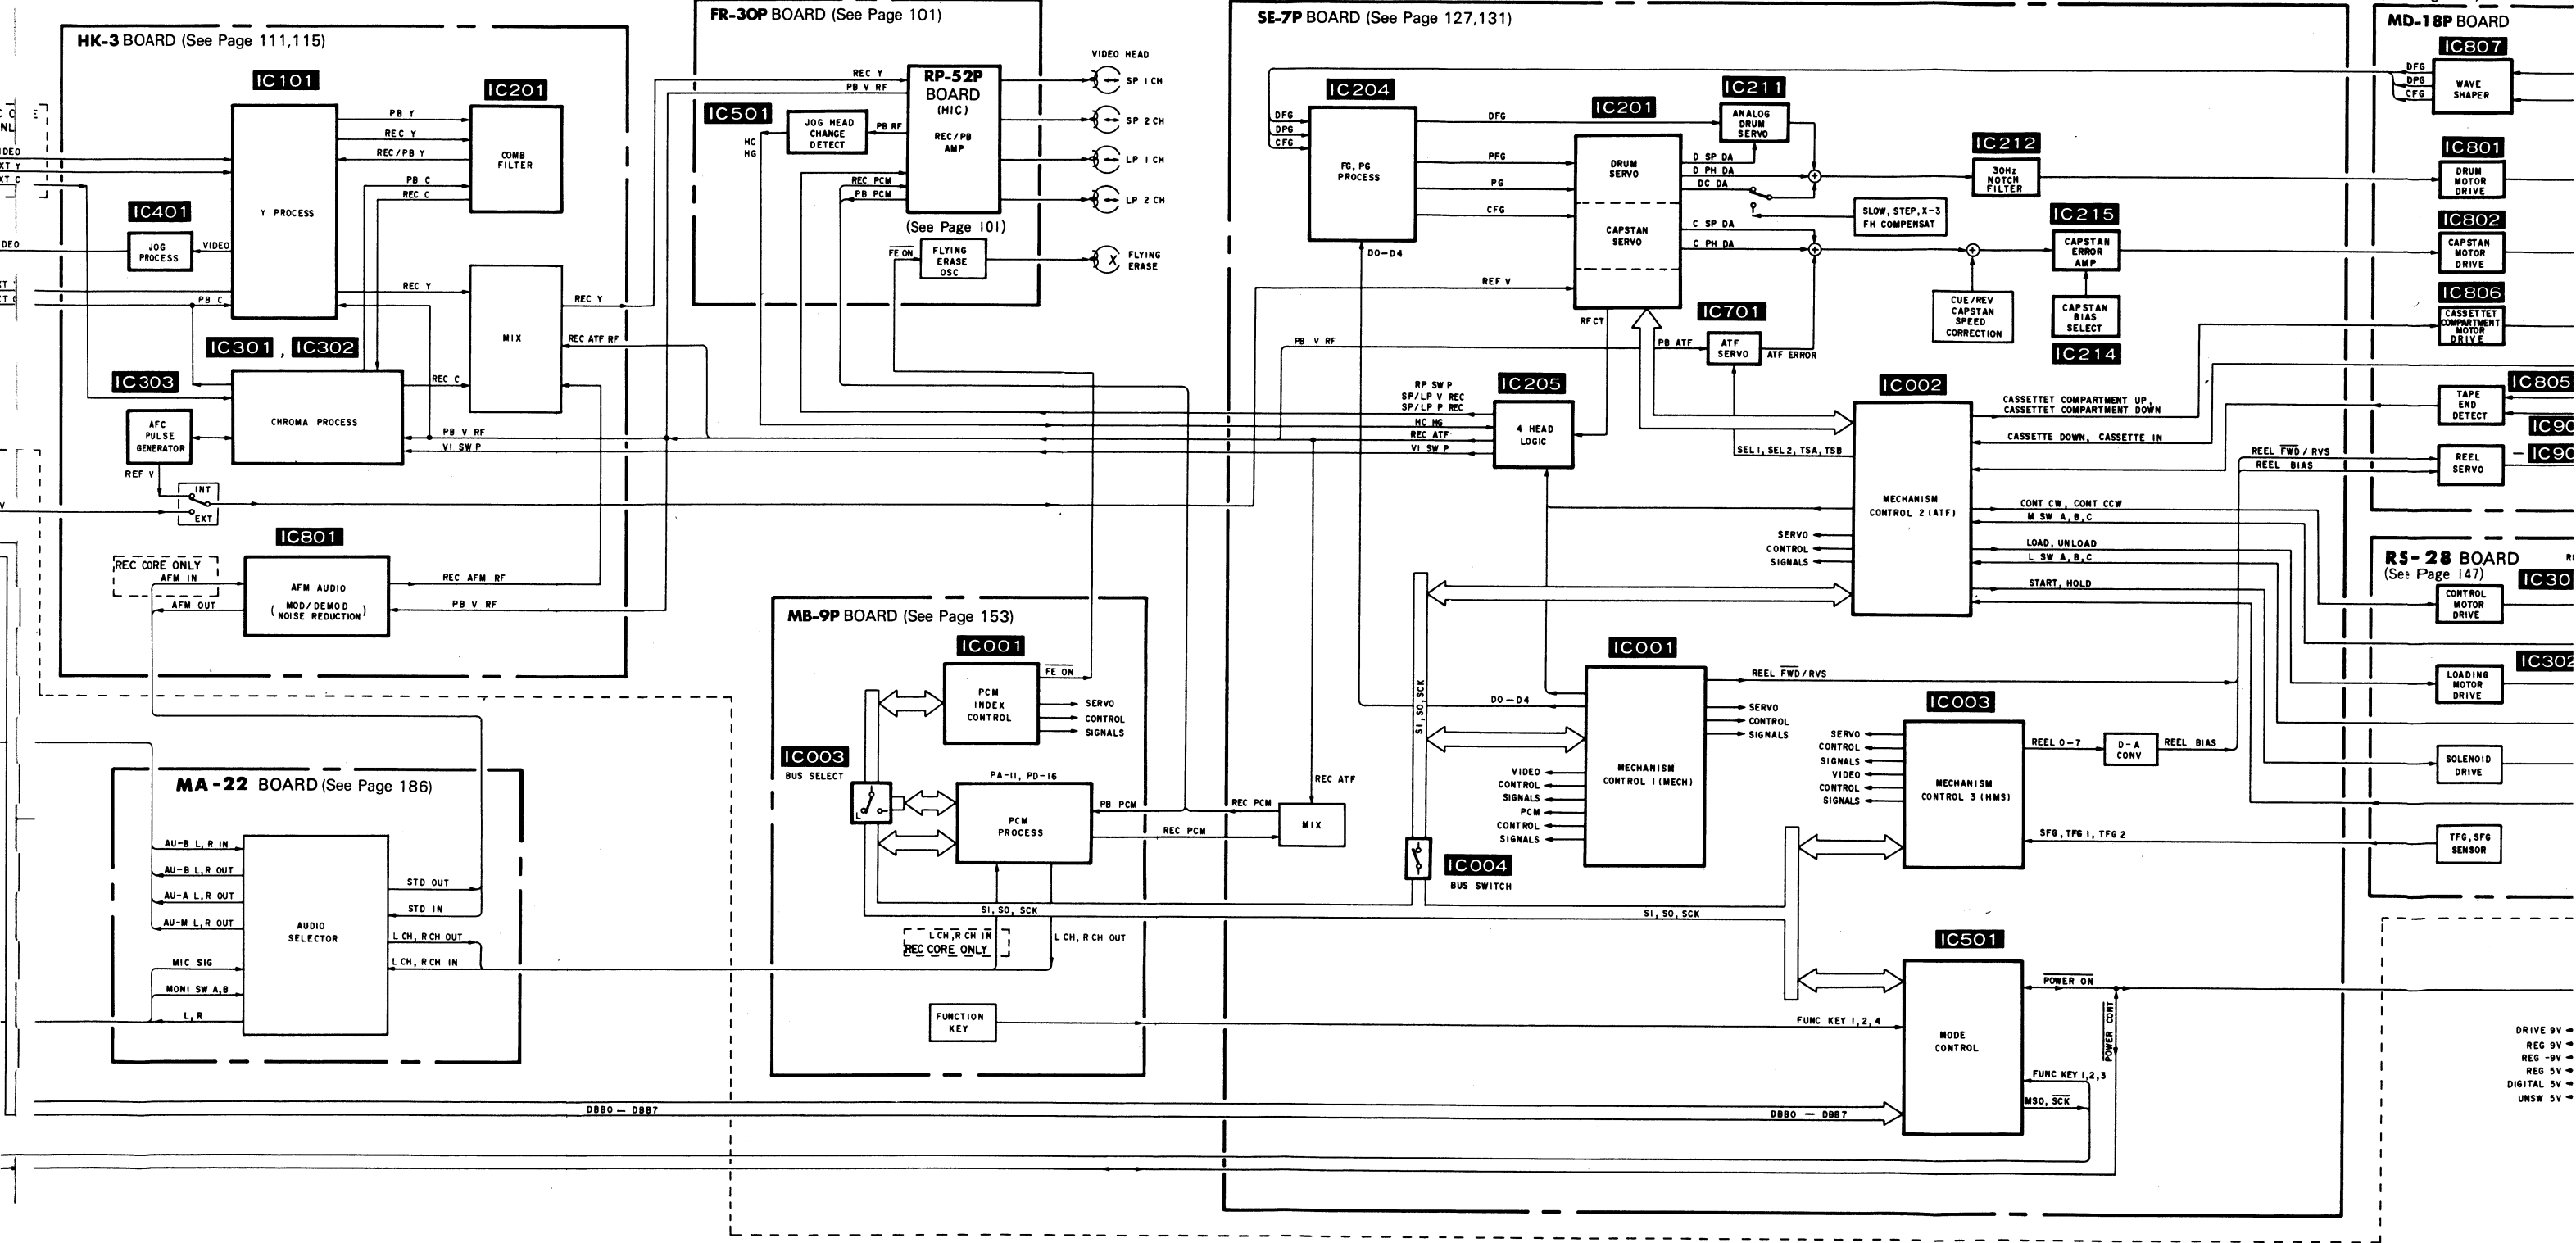 HK-3 BOARD (See Page 111,115)
IC101
IC201
PB Y
REC Y
REC/PB Y
PB C
REC C
COMB
FILTER
Y PROCESS
IC401
JOG
PROCESS
VIDEO
PB C
REC Y
MIX
REC Y
REC ATF RF
IC301 , IC302
IC303
AFC
PULSE
GENERATOR
CHROMA PROCESS
REC C
PB V RF
VI SW P
REF V
INT
EXT
IC801
REC CORE ONLY
AFM IN
AFM OUT
AFM AUDIO
( MOD/DEMOD
NOISE REDUCTION )
REC AFM RF
PB V RF
MA-22 BOARD (See Page 186)
AU-B L, R IN
AU-B L, R OUT
AU-A L, R OUT
AU-M L, R OUT
MIC SIG
MONI SW A,B
L, R
AUDIO
SELECTOR
STD OUT
STD IN
L CH, R CH OUT
L CH, RCH IN
FR-30P BOARD (See Page 101)
REC Y
PB V RF
RP-52P
BOARD
(HIC)
REC/PB
AMP
(See Page 101)
IC501
HC
HG
JOG HEAD
CHANGE
DETECT
PB RF
REC PCM
PB PCM
FE ON
FLYING
ERASE
OSC
VIDEO HEAD
SP 1 CH
SP 2 CH
LP 1 CH
LP 2 CH
FLYING
ERASE
MB-9P BOARD (See Page 153)
IC001
PCM
INDEX
CONTROL
FE ON
SERVO
CONTROL
SIGNALS
IC003
BUS SELECT
PA-11, PD-16
PCM
PROCESS
PB PCM
REC PCM
REC PCM
REC ATF
MIX
SI, SO, SCK
L CH, R CH IN
REC CORE ONLY
L CH, R CH OUT
FUNCTION
KEY
DBB0 — DBB7
SE-7P BOARD (See Page 127,131)
IC204
DFG
DPG
CFG
FG, PG
PROCESS
DFG
PFG
PG
CFG
D0-D4
REF V
IC201
DRUM
SERVO
CAPSTAN
SERVO
IC211
ANALOG
DRUM
SERVO
D SP DA
D PH DA
DC DA
C SP DA
C PH DA
SLOW, STEP, X-3
FH COMPENSAT
IC212
30Hz
NOTCH
FILTER
IC215
CAPSTAN
ERROR
AMP
CAPSTAN
BIAS
SELECT
IC214
CUE/REV
CAPSTAN
SPEED
CORRECTION
RFCT
PB V RF
PB ATF
IC701
ATF
SERVO
ATF ERROR
IC205
4 HEAD
LOGIC
RP SW P
SP/LP V REC
SP/LP P REC
HC HG
REC ATF
VI SW P
SEL1, SEL2, TSA, TSB
IC002
MECHANISM
CONTROL 2 (ATF)
SERVO
CONTROL
SIGNALS
CASSETTET COMPARTMENT UP,
CASSETTET COMPARTMENT DOWN
CASSETTE DOWN, CASSETTE IN
CONT CW, CONT CCW
M SW A, B, C
LOAD, UNLOAD
L SW A, B, C
START, HOLD
REEL FWD / RVS
REEL BIAS
IC001
MECHANISM
CONTROL 1 (MECH)
REEL FWD/RVS
D0-D4
SERVO
CONTROL
SIGNALS
VIDEO
CONTROL
SIGNALS
PCM
CONTROL
SIGNALS
SI, SO, SCK
IC004
BUS SWITCH
SI, SO, SCK
IC003
MECHANISM
CONTROL 3 (HMS)
SERVO
CONTROL
SIGNALS
VIDEO
CONTROL
SIGNALS
REEL 0-7
D-A
CONV
REEL BIAS
SFG, TFG 1, TFG 2
IC501
MODE
CONTROL
POWER ON
POWER CONT
FUNC KEY 1, 2, 4
FUNC KEY 1,2,3
MSO, SCK
DBB0 — DBB7
MD-18P BOARD
IC807
DFG
DPG
CFG
WAVE
SHAPER
IC801
DRUM
MOTOR
DRIVE
IC802
CAPSTAN
MOTOR
DRIVE
IC806
CASSETTET
COMPARTMENT
MOTOR
DRIVE
IC805
TAPE
END
DETECT
REEL
SERVO
RS-28 BOARD
(See Page 147)
CONTROL
MOTOR
DRIVE
IC302
LOADING
MOTOR
DRIVE
SOLENOID
DRIVE
TFG, SFG
SENSOR
DRIVE 9V
REG 9V
REG -9V
REG 5V
DIGITAL 5V
UNSW 5V